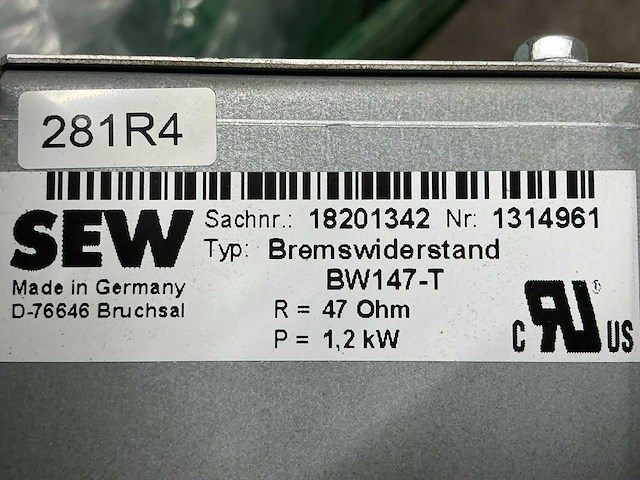 281R4
SEW
Sachnr.: 18201342 Nr: 1314961
Typ: Bremswiderstand
BW147-T
Made in Germany
D-76646 Bruchsal
R = 47 Ohm
P = 1,2 kW
C RU® US